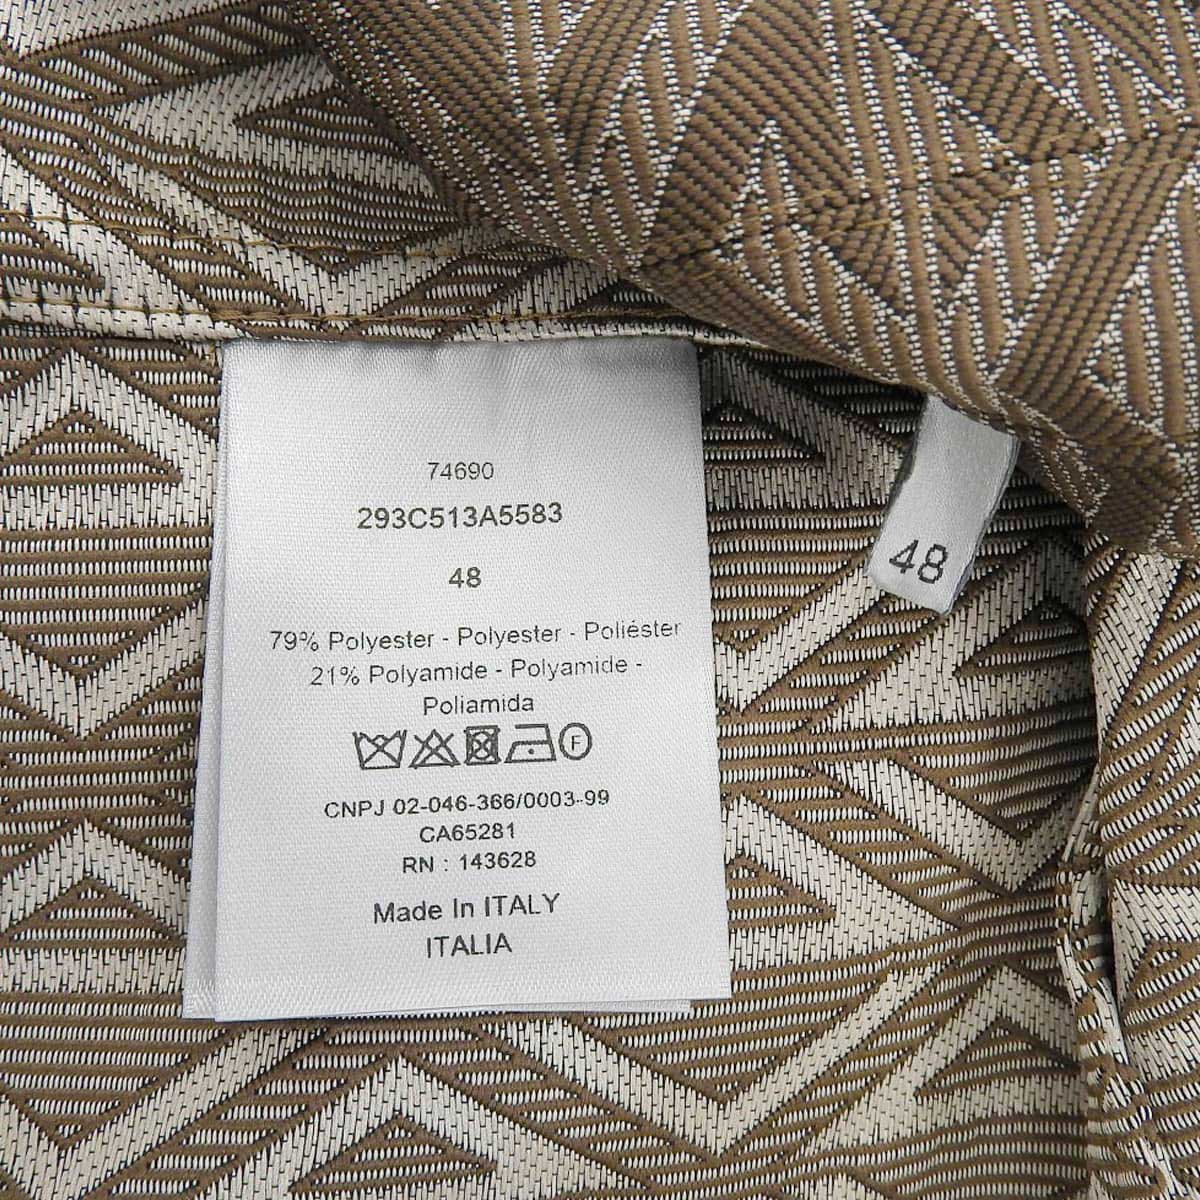 74690
293C513A5583
48
79% Polyester - Polyester - Poliéster
21% Polyamide - Polyamide -
Poliamida
F
CNPJ 02-046-366/0003-99
CA65281
RN : 143628
Made In ITALY
ITALIA
48